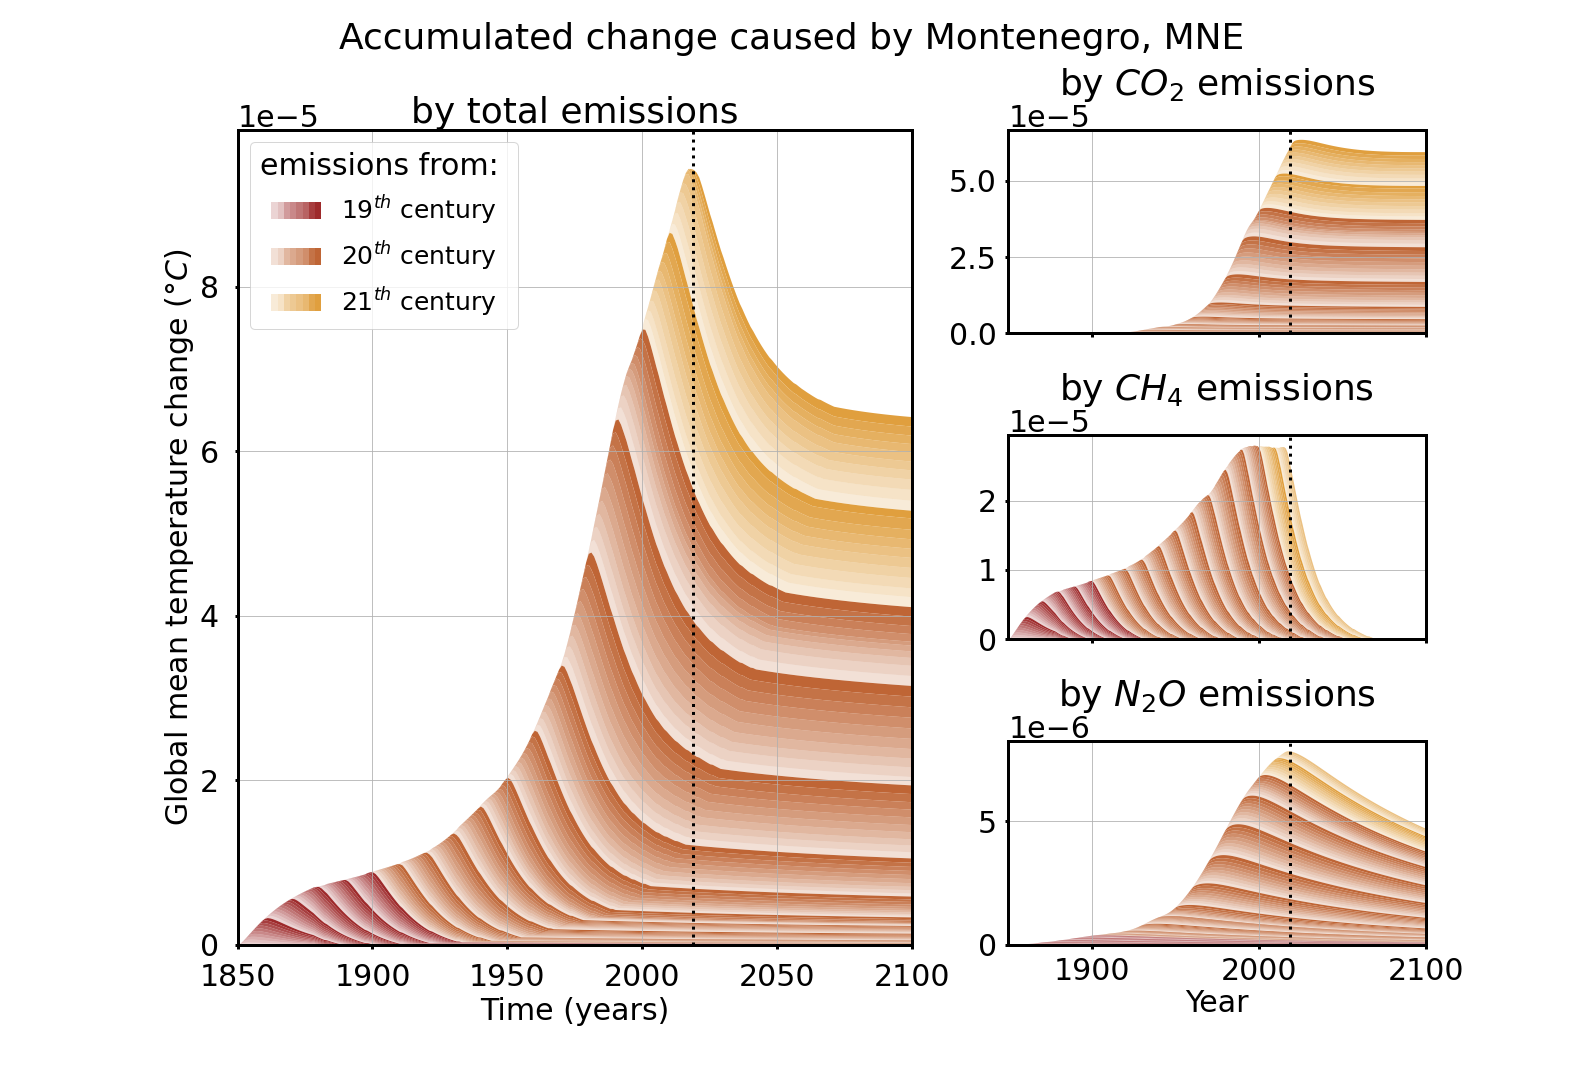 Accumulated change caused by Montenegro, MNE
by total emissions
1e−5
emissions from:
19th century
20th century
21th century
Global mean temperature change (°C)
8
6
4
2
0
1850 1900 1950 2000 2050 2100
Time (years)
by CO2 emissions
1e−5
5.0
2.5
0.0
by CH4 emissions
1e−5
2
1
0
by N2O emissions
1e−6
5
0
1900 2000 2100
Year